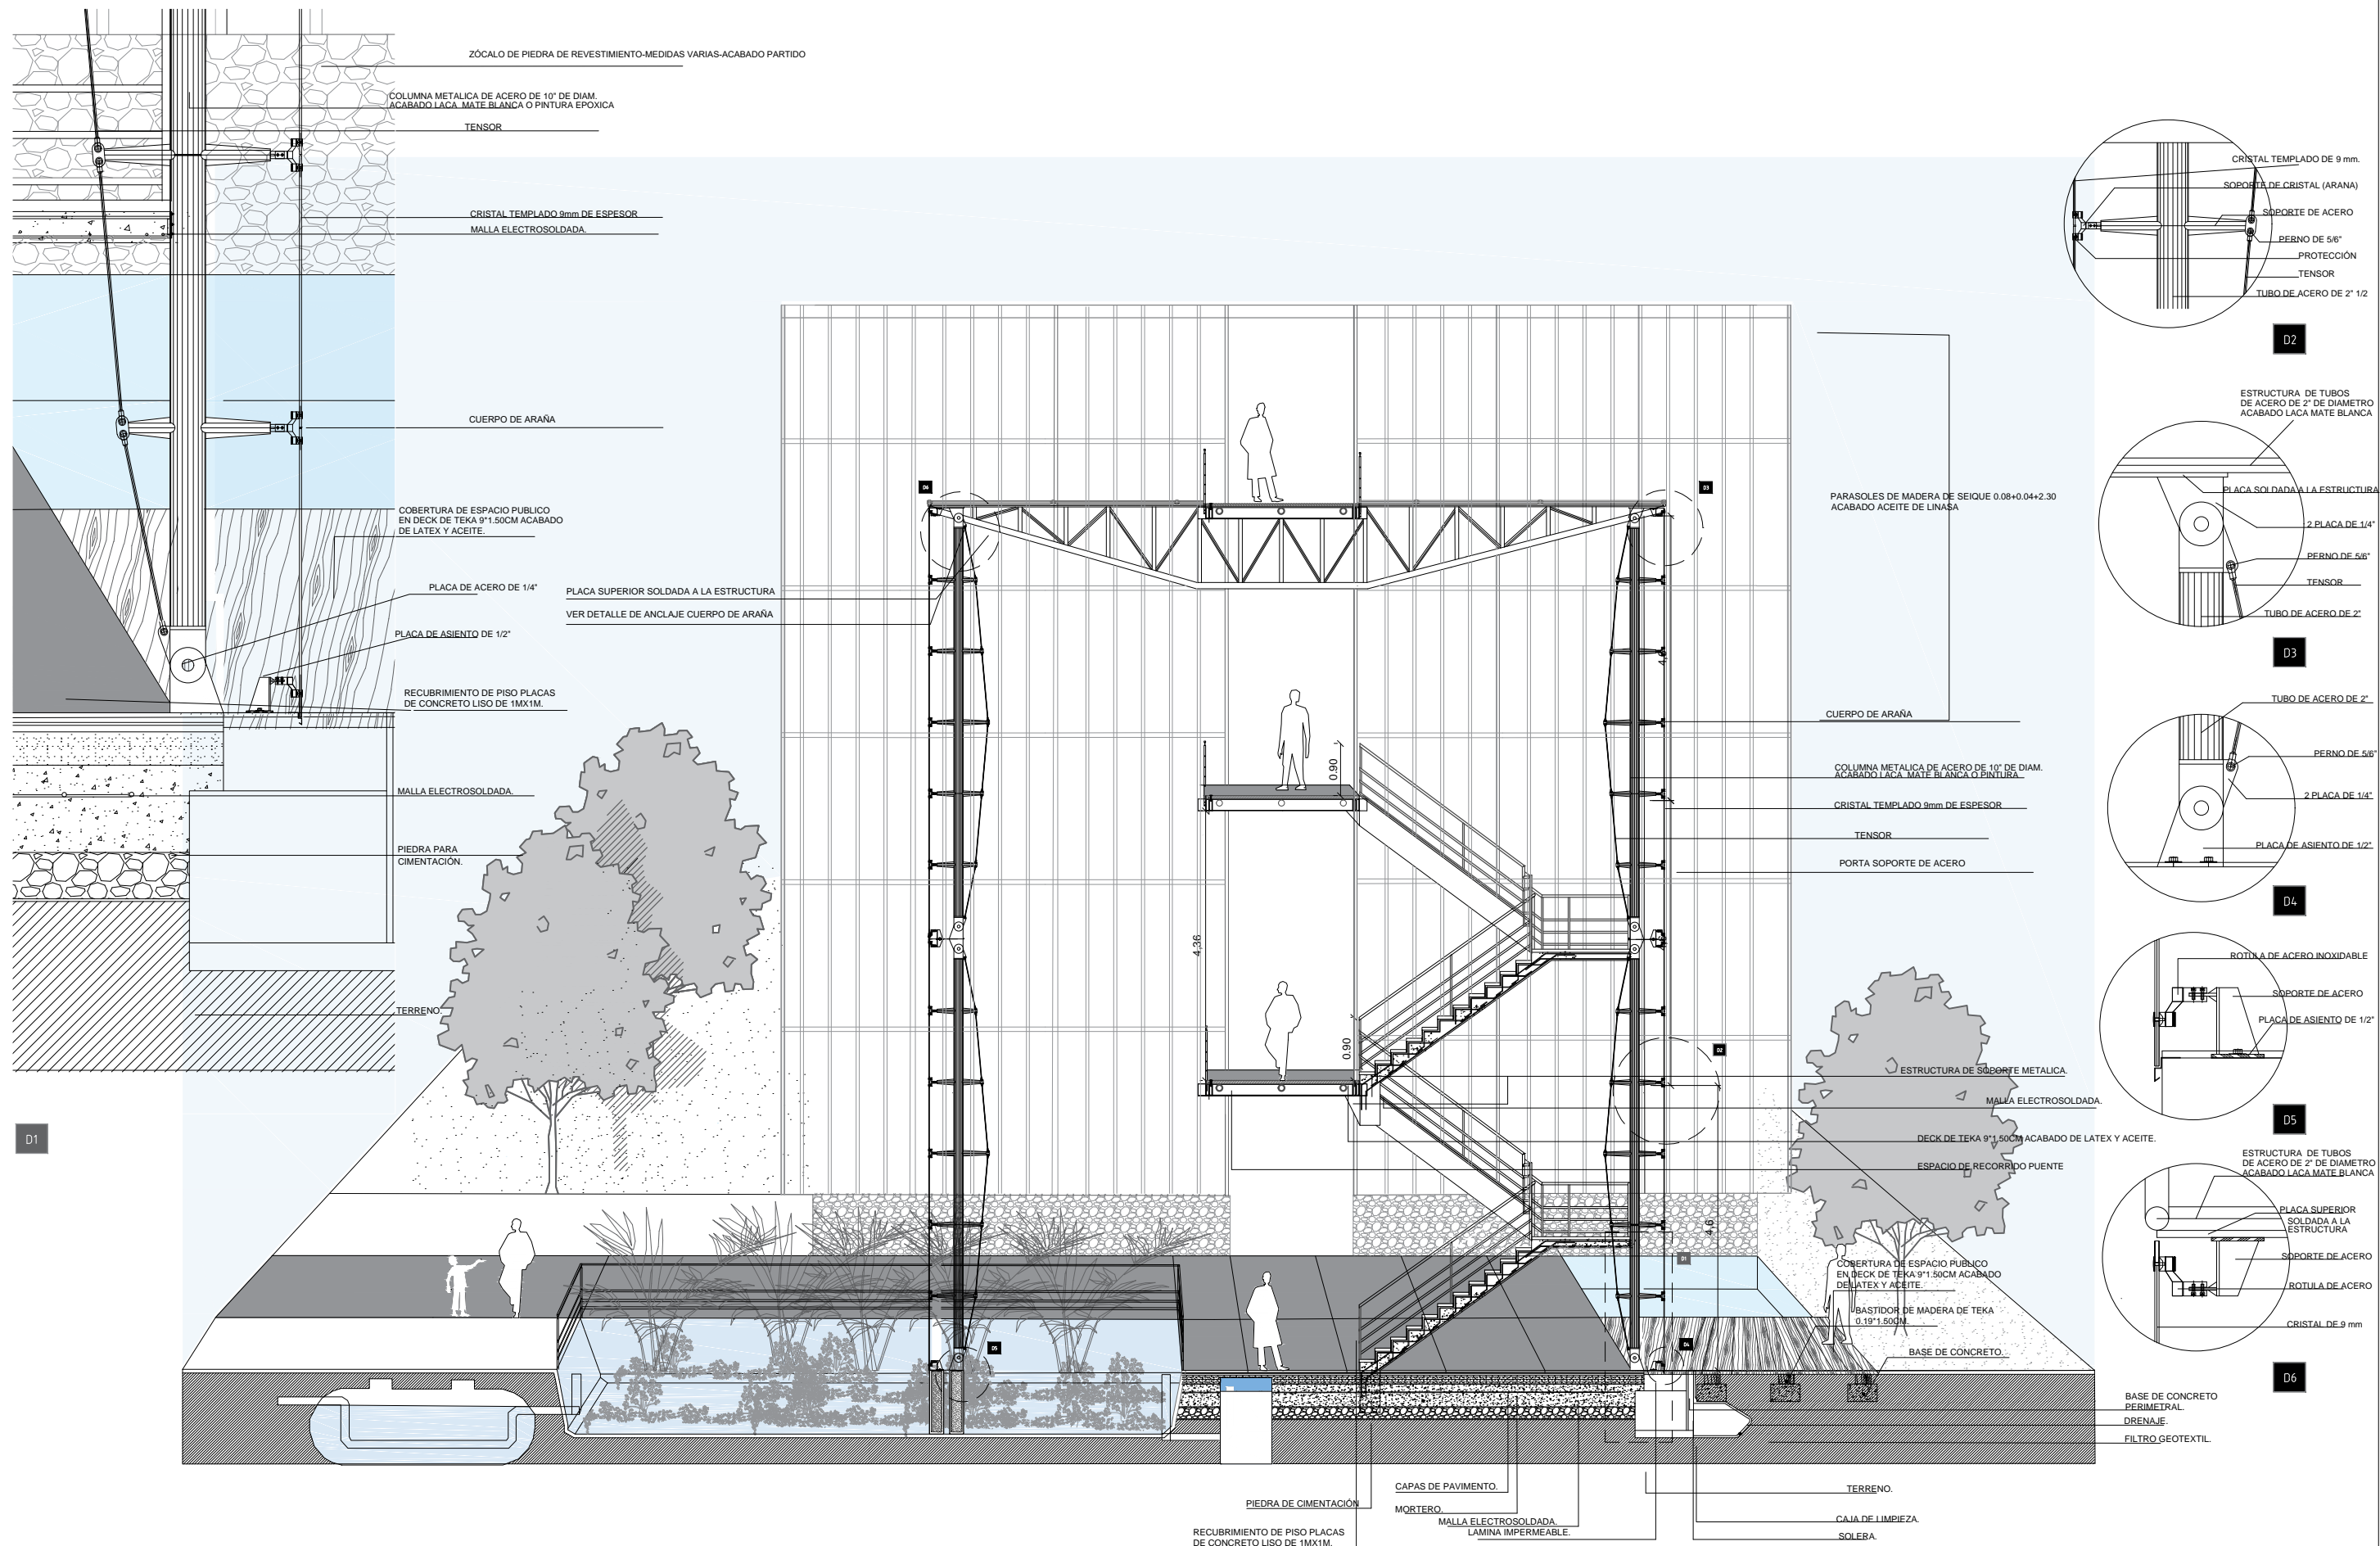 ZÓCALO DE PIEDRA DE REVESTIMIENTO-MEDIDAS VARIAS-ACABADO PARTIDO
COLUMNA METALICA DE ACERO DE 10" DE DIAM.
ACABADO LACA MATE BLANCA O PINTURA EPOXICA
TENSOR
CRISTAL TEMPLADO 9mm DE ESPESOR
MALLA ELECTROSOLDADA.
CUERPO DE ARAÑA
COBERTURA DE ESPACIO PUBLICO
EN DECK DE TEKA 9*1.50CM ACABADO
DE LATEX Y ACEITE.
PLACA DE ACERO DE 1/4"
PLACA DE ASIENTO DE 1/2"
RECUBRIMIENTO DE PISO PLACAS
DE CONCRETO LISO DE 1MX1M.
MALLA ELECTROSOLDADA.
PIEDRA PARA
CIMENTACIÓN.
TERRENO.
D1
PLACA SUPERIOR SOLDADA A LA ESTRUCTURA
VER DETALLE DE ANCLAJE CUERPO DE ARAÑA
D6
D3
0.90
4,36
0.90
4,6
D2
D1
D5
D4
PARASOLES DE MADERA DE SEIQUE 0.08+0.04+2.30
ACABADO ACEITE DE LINASA
CUERPO DE ARAÑA
COLUMNA METALICA DE ACERO DE 10" DE DIAM.
ACABADO LACA MATE BLANCA O PINTURA
CRISTAL TEMPLADO 9mm DE ESPESOR
TENSOR
PORTA SOPORTE DE ACERO
ESTRUCTURA DE SOPORTE METALICA.
MALLA ELECTROSOLDADA.
DECK DE TEKA 9*1.50CM ACABADO DE LATEX Y ACEITE.
ESPACIO DE RECORRIDO PUENTE
COBERTURA DE ESPACIO PUBLICO
EN DECK DE TEKA 9*1.50CM ACABADO
DE LATEX Y ACEITE.
BASTIDOR DE MADERA DE TEKA
0.19*1.50CM.
BASE DE CONCRETO.
BASE DE CONCRETO
PERIMETRAL.
DRENAJE.
FILTRO GEOTEXTIL.
TERRENO.
CAJA DE LIMPIEZA.
SOLERA.
CAPAS DE PAVIMENTO.
PIEDRA DE CIMENTACIÓN
MORTERO.
MALLA ELECTROSOLDADA.
LAMINA IMPERMEABLE.
RECUBRIMIENTO DE PISO PLACAS
DE CONCRETO LISO DE 1MX1M.
CRISTAL TEMPLADO DE 9 mm.
SOPORTE DE CRISTAL (ARANA)
SOPORTE DE ACERO
PERNO DE 5/6"
PROTECCIÓN
TENSOR
TUBO DE ACERO DE 2" 1/2
D2
ESTRUCTURA DE TUBOS
DE ACERO DE 2" DE DIAMETRO
ACABADO LACA MATE BLANCA
PLACA SOLDADA A LA ESTRUCTURA
2 PLACA DE 1/4"
PERNO DE 5/6"
TENSOR
TUBO DE ACERO DE 2"
D3
TUBO DE ACERO DE 2"
PERNO DE 5/6"
2 PLACA DE 1/4"
PLACA DE ASIENTO DE 1/2"
D4
ROTULA DE ACERO INOXIDABLE
SOPORTE DE ACERO
PLACA DE ASIENTO DE 1/2"
D5
ESTRUCTURA DE TUBOS
DE ACERO DE 2" DE DIAMETRO
ACABADO LACA MATE BLANCA
PLACA SUPERIOR
SOLDADA A LA
ESTRUCTURA
SOPORTE DE ACERO
ROTULA DE ACERO
CRISTAL DE 9 mm
D6